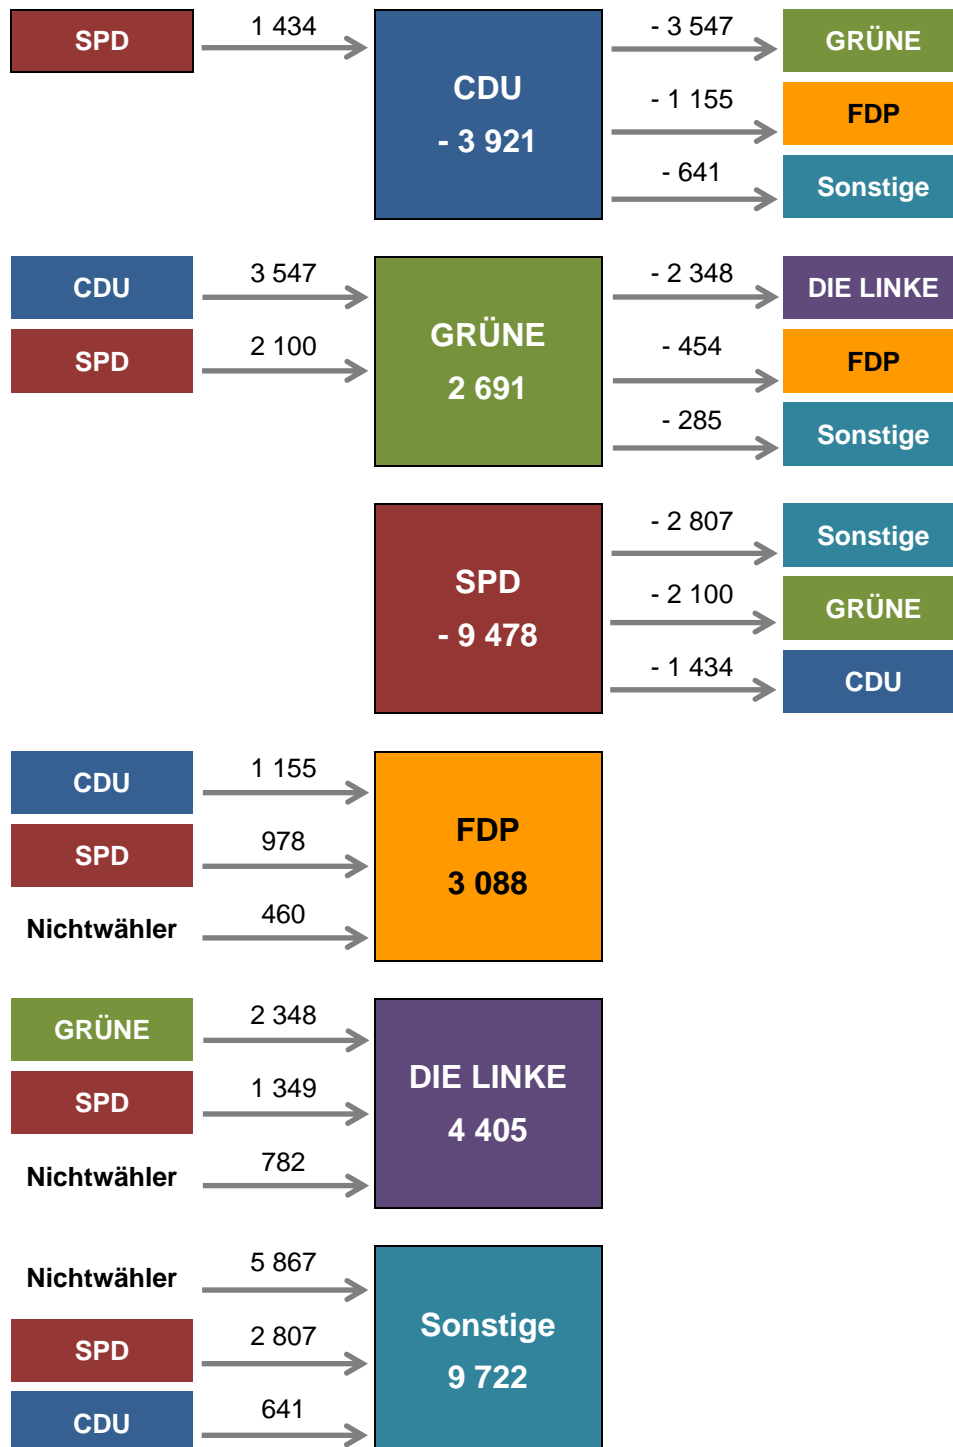 SPD
1 434
CDU
- 3 921
- 3 547
GRÜNE
- 1 155
FDP
- 641
Sonstige
CDU
3 547
SPD
2 100
GRÜNE
2 691
- 2 348
DIE LINKE
- 454
FDP
- 285
Sonstige
SPD
- 9 478
- 2 807
Sonstige
- 2 100
GRÜNE
- 1 434
CDU
CDU
1 155
SPD
978
Nichtwähler
460
FDP
3 088
GRÜNE
2 348
SPD
1 349
Nichtwähler
782
DIE LINKE
4 405
Nichtwähler
5 867
SPD
2 807
CDU
641
Sonstige
9 722